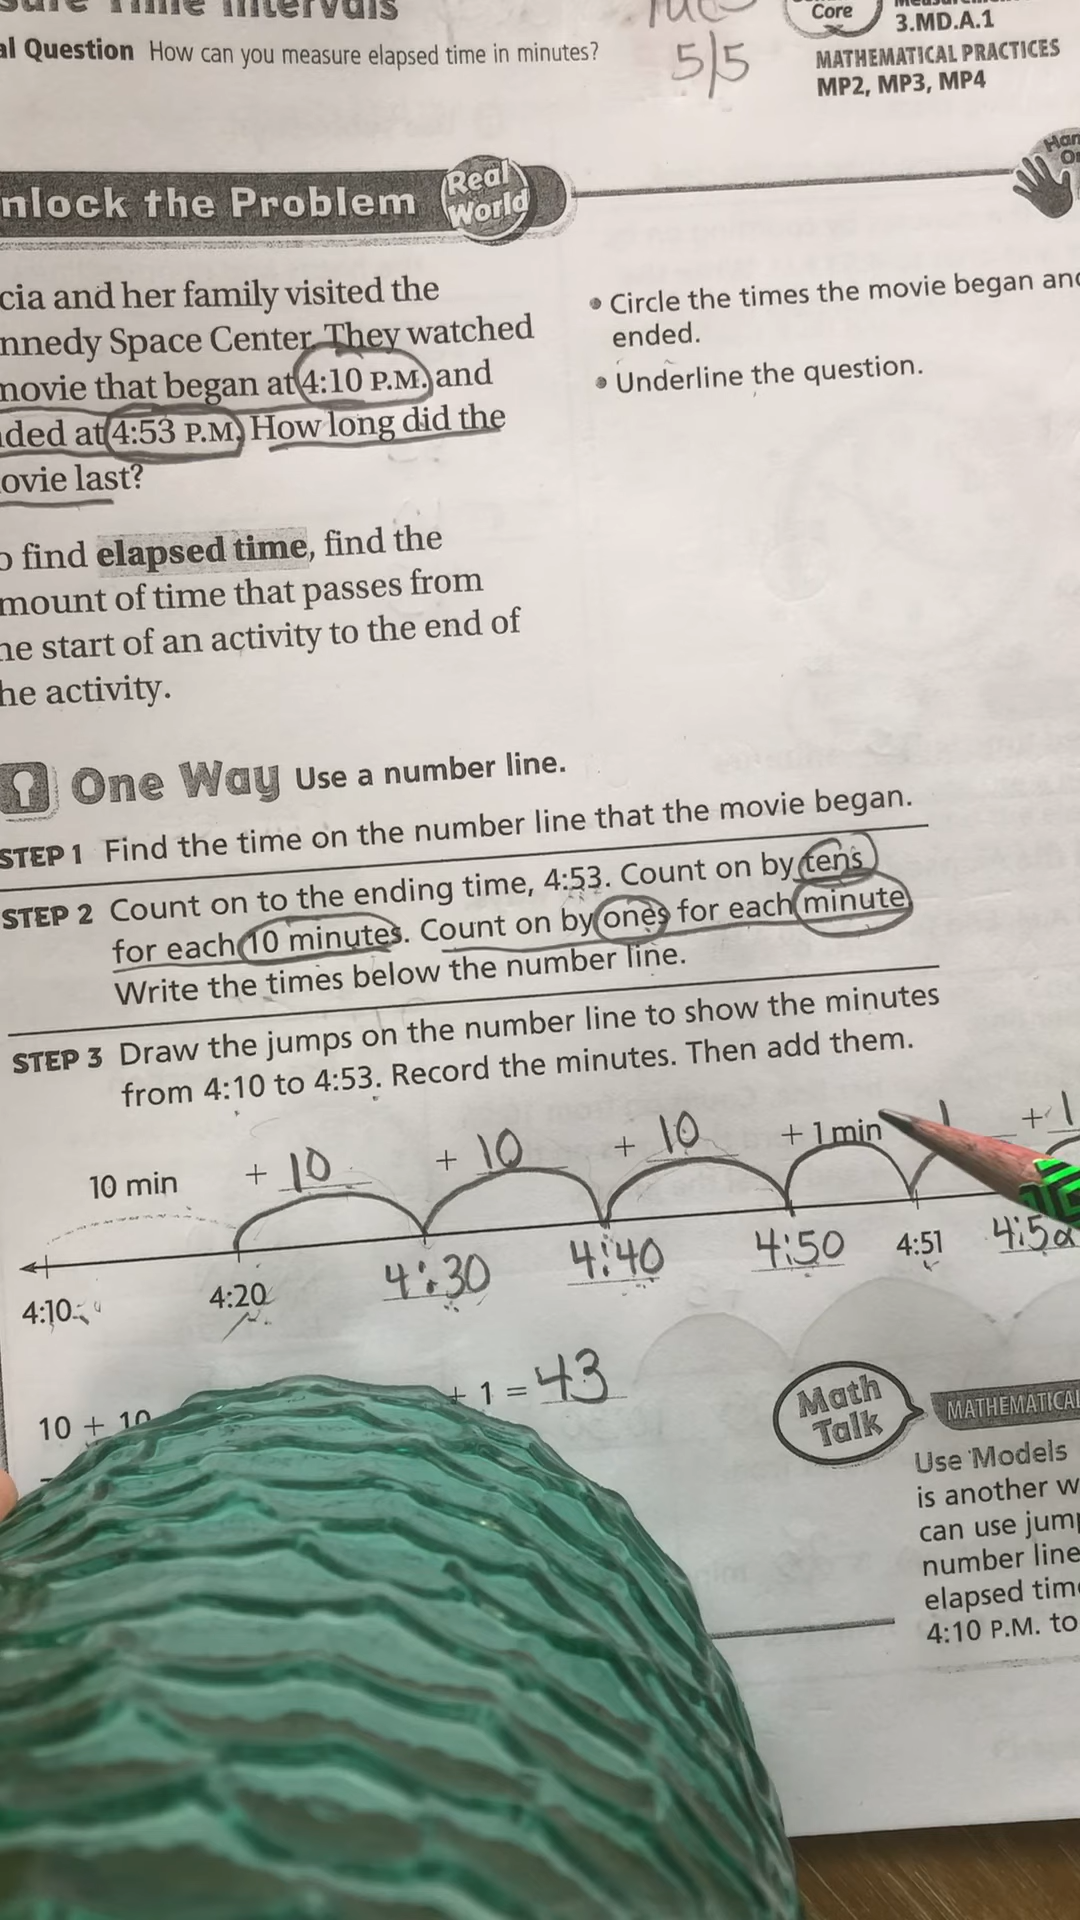 Time Intervals
Question How can you measure elapsed time in minutes?
5/5
Core
3.MD.A.1
MATHEMATICAL PRACTICES
MP2, MP3, MP4
nlock the Problem
Real
World
cia and her family visited the
nnedy Space Center. They watched
movie that began at 4:10 P.M. and
ded at 4:53 P.M. How long did the
ovie last?
• Circle the times the movie began and
ended.
• Underline the question.
o find elapsed time, find the
mount of time that passes from
he start of an activity to the end of
he activity.
One Way Use a number line.
STEP 1 Find the time on the number line that the movie began.
STEP 2 Count on to the ending time, 4:53. Count on by tens
for each 10 minutes. Count on by ones for each minute.
Write the times below the number line.
STEP 3 Draw the jumps on the number line to show the minutes
from 4:10 to 4:53. Record the minutes. Then add them.
10 min + 10 + 10 + 10 + 1 min 1 + 1
4:10 4:20 4:30 4:40 4:50 4:51 4:52
10 + 10 + 1 = 43
Math
Talk
MATHEMATICAL
Use Models
is another w
can use jump
number line
elapsed time
4:10 P.M. to